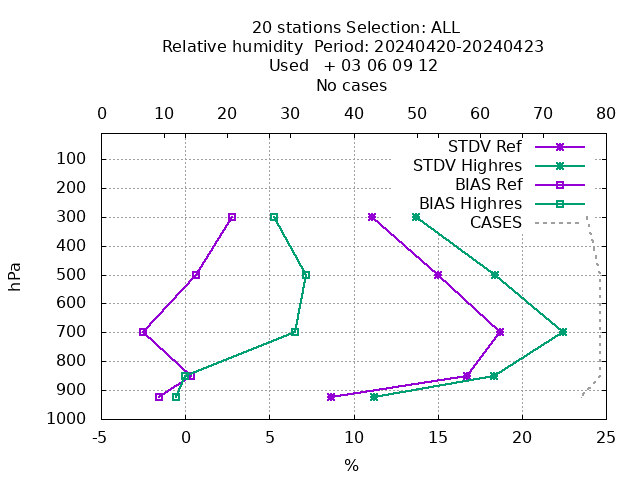 20 stations Selection: ALL
Relative humidity  Period: 20240420-20240423
Used   + 03 06 09 12
No cases
0 10 20 30 40 50 60 70 80
STDV Ref
STDV Highres
BIAS Ref
BIAS Highres
CASES
hPa
100
200
300
400
500
600
700
800
900
1000
-5 0 5 10 15 20 25
%